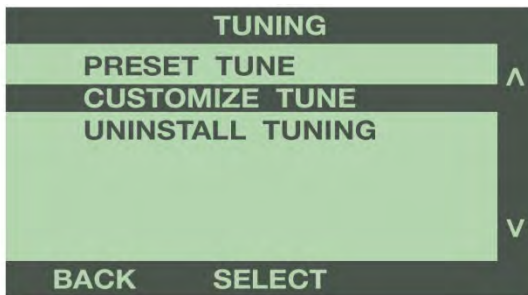 TUNING
PRESET TUNE
CUSTOMIZE TUNE
UNINSTALL TUNING
BACK SELECT